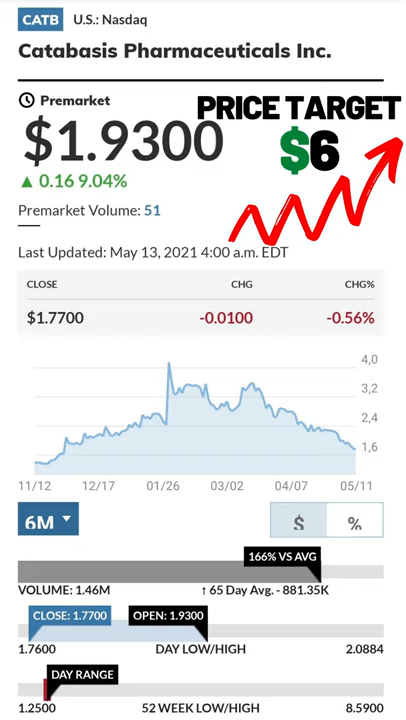 CATB U.S.: Nasdaq
Catabasis Pharmaceuticals Inc.
Premarket
PRICE TARGET
$1.9300
$6
▲ 0.16 9.04%
Premarket Volume: 51
Last Updated: May 13, 2021 4:00 a.m. EDT
CLOSE CHG CHG%
$1.7700 -0.0100 -0.56%
4,0
3,2
2,4
1,6
11/12 12/17 01/26 03/02 04/07 05/11
6M $ %
166% VS AVG
VOLUME: 1.46M ↑ 65 Day Avg. - 881.35K
CLOSE: 1.7700 OPEN: 1.9300
1.7600 DAY LOW/HIGH 2.0884
DAY RANGE
1.2500 52 WEEK LOW/HIGH 8.5900